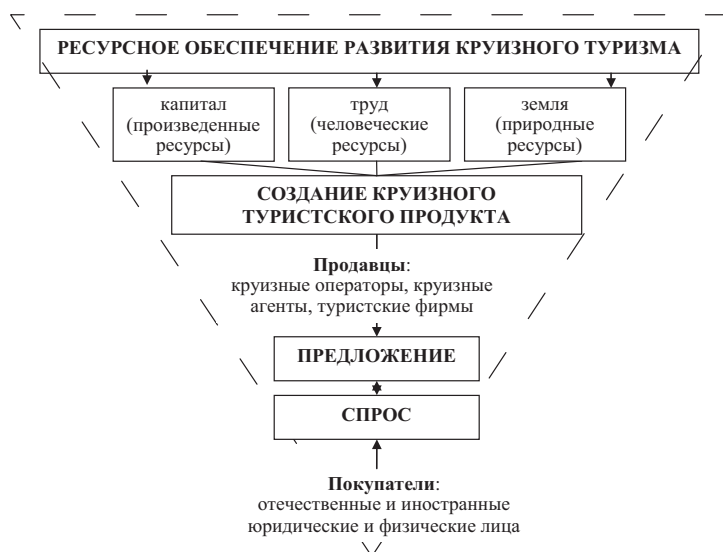 РЕСУРСНОЕ ОБЕСПЕЧЕНИЕ РАЗВИТИЯ КРУИЗНОГО ТУРИЗМА
капитал
(произведенные
ресурсы)
труд
(человеческие
ресурсы)
земля
(природные
ресурсы)
СОЗДАНИЕ КРУИЗНОГО
ТУРИСТСКОГО ПРОДУКТА
Продавцы:
круизные операторы, круизные
агенты, туристские фирмы
ПРЕДЛОЖЕНИЕ
СПРОС
Покупатели:
отечественные и иностранные
юридические и физические лица